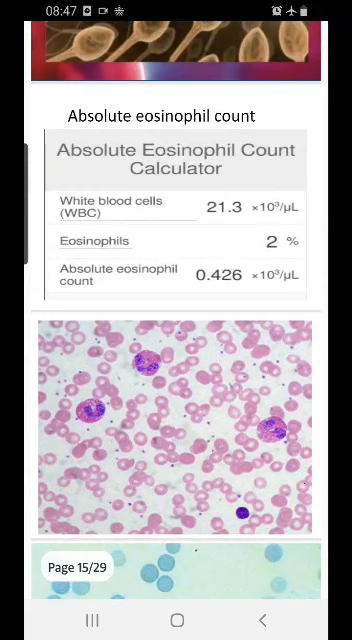 08:47
Absolute eosinophil count
Absolute Eosinophil Count
Calculator
White blood cells
(WBC)
21.3 ×10³/µL
Eosinophils
2 %
Absolute eosinophil
count
0.426 ×10³/µL
Page 15/29